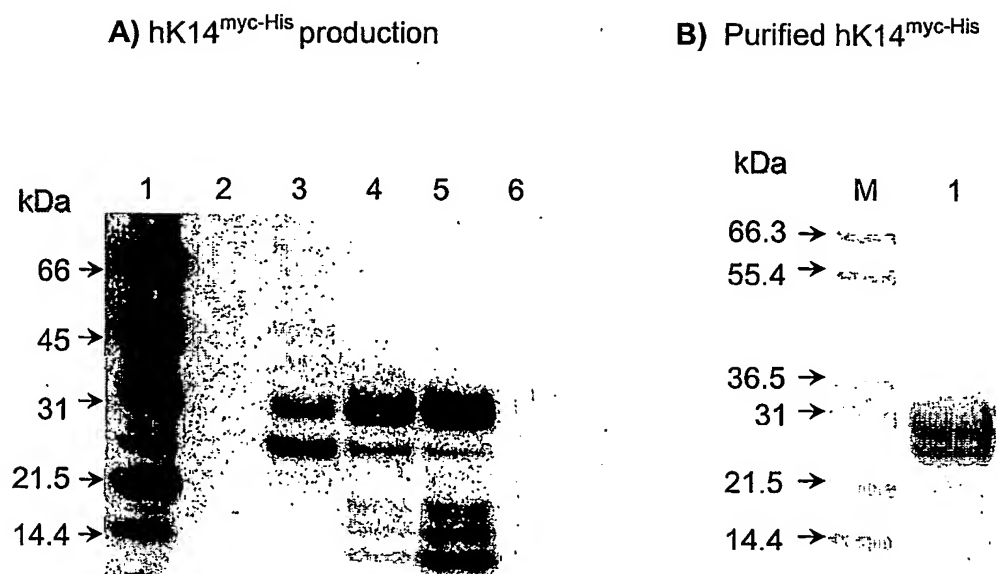 A) hK14myc-His production
kDa
1 2 3 4 5 6
66
45
31
21.5
14.4
B) Purified hK14myc-His
kDa
M 1
66.3
55.4
36.5
31
21.5
14.4